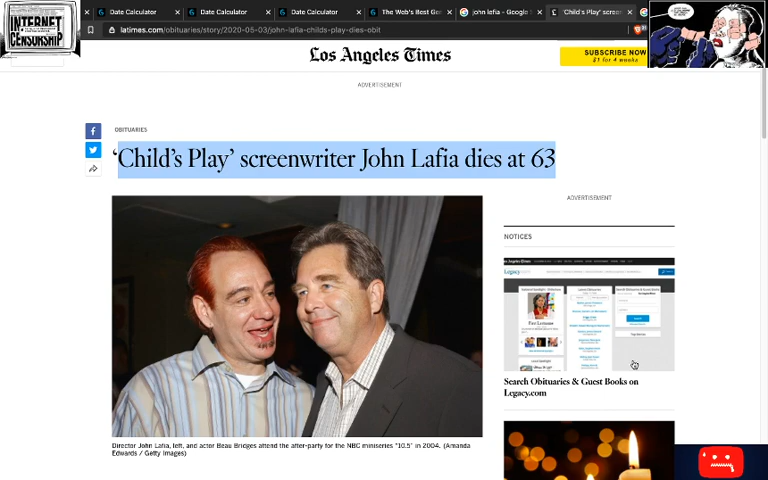 INTERNET
CENSORSHIP
Date Calculator
Date Calculator
Date Calculator
The Web's Best Gen
john lafia - Google
'Child's Play' screen
latimes.com/obituaries/story/2020-05-03/john-lafia-childs-play-dies-obit
Los Angeles Times
SUBSCRIBE NOW
$1 for 4 weeks
ADVERTISEMENT
OBITUARIES
'Child's Play' screenwriter John Lafia dies at 63
ADVERTISEMENT
NOTICES
Legacy
Search Obituaries & Guest Books on
Legacy.com
Director John Lafia, left, and actor Beau Bridges attend the after-party for the NBC miniseries "10.5" in 2004. (Amanda
Edwards / Getty Images)